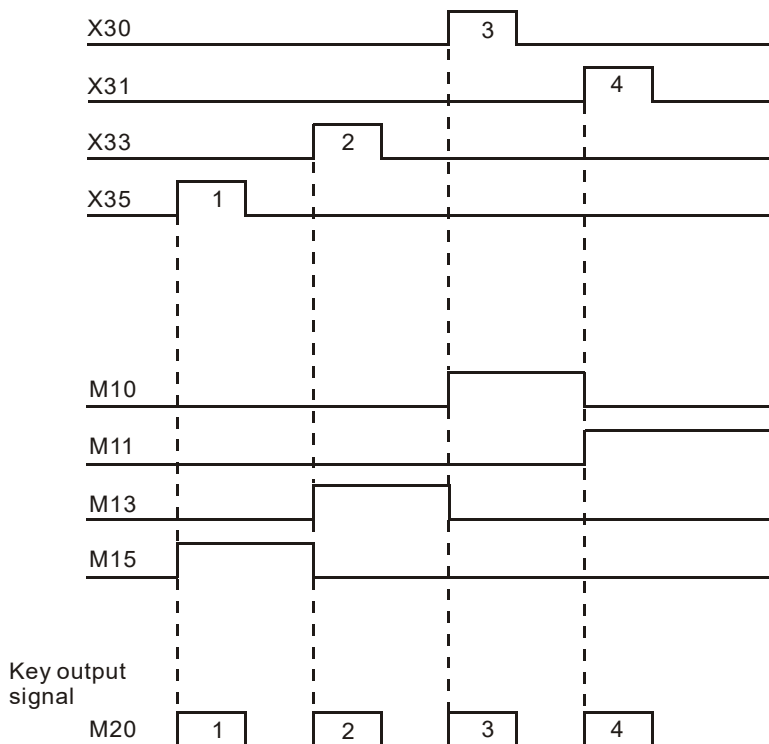 X30 3
X31 4
X33 2
X35 1
M10
M11
M13
M15
Key output
signal
M20 1 2 3 4